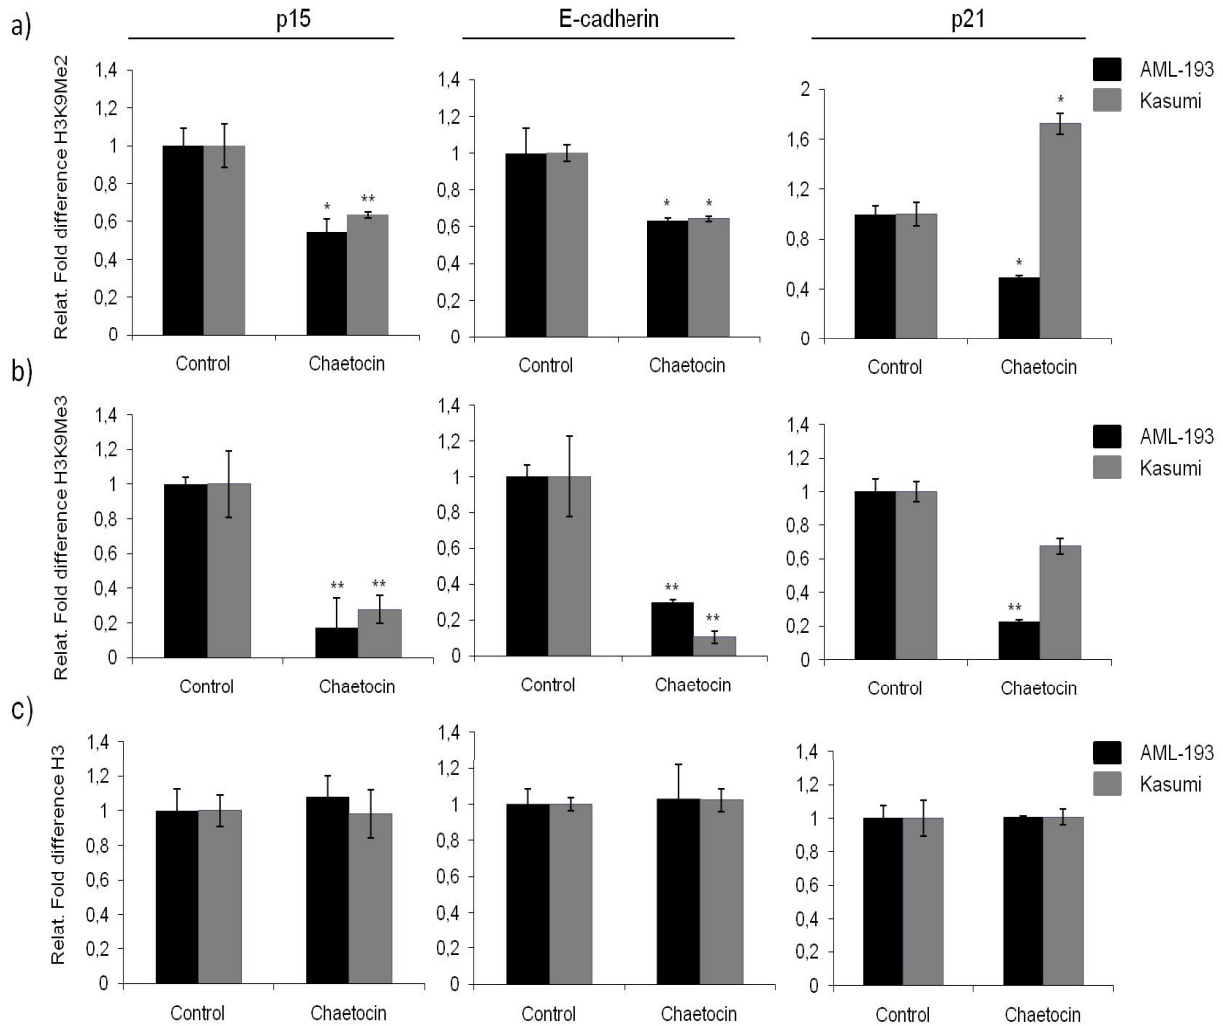 a)
p15
E-cadherin
p21
Relat. Fold difference H3K9Me2
1,4
1,2
1
0,8
0,6
0,4
0,2
0
*
**
Control
Chaetocin
1,4
1,2
1
0,8
0,6
0,4
0,2
0
*
*
Control
Chaetocin
2
1,6
1,2
0,8
0,4
0
*
*
Control
Chaetocin
AML-193
Kasumi
b)
Relat. Fold difference H3K9Me3
1,4
1,2
1
0,8
0,6
0,4
0,2
0
**
**
Control
Chaetocin
1,4
1,2
1
0,8
0,6
0,4
0,2
0
**
**
Control
Chaetocin
1,4
1,2
1
0,8
0,6
0,4
0,2
0
**
Control
Chaetocin
AML-193
Kasumi
c)
Relat. Fold difference H3
1,4
1,2
1
0,8
0,6
0,4
0,2
0
Control
Chaetocin
1,4
1,2
1
0,8
0,6
0,4
0,2
0
Control
Chaetocin
1,4
1,2
1
0,8
0,6
0,4
0,2
0
Control
Chaetocin
AML-193
Kasumi